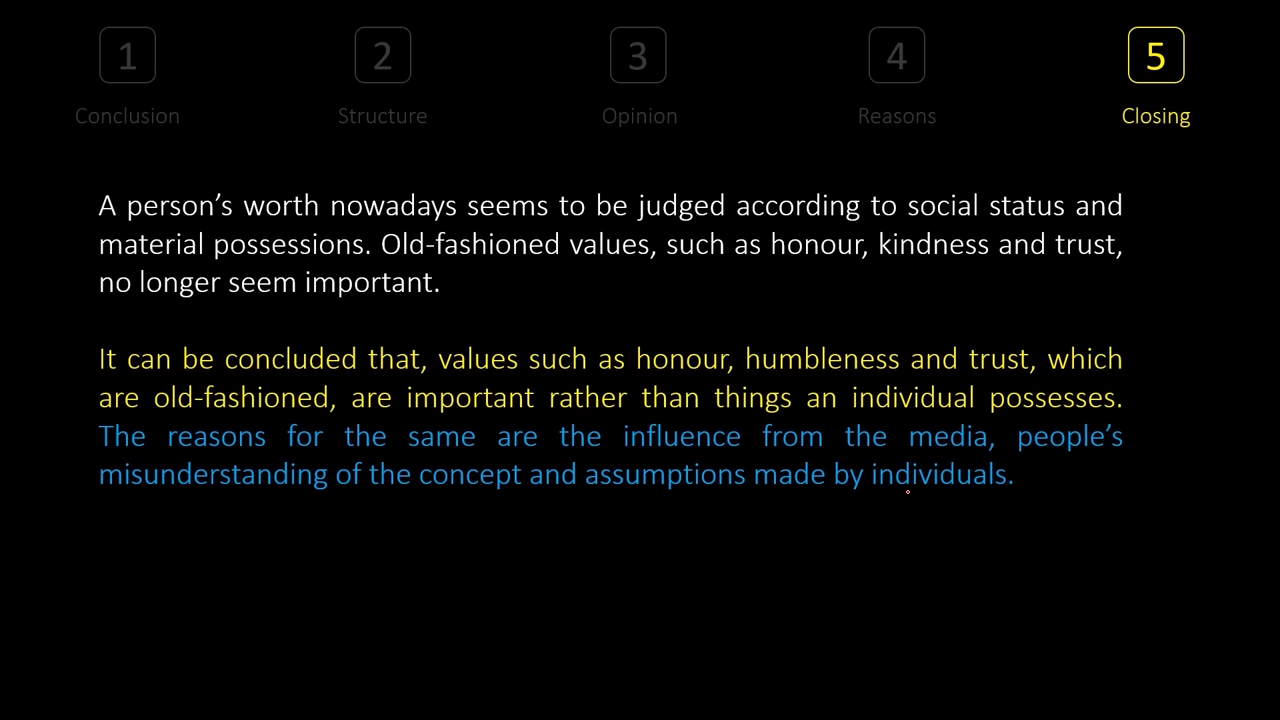 1 2 3 4 5
Conclusion Structure Opinion Reasons Closing
A person’s worth nowadays seems to be judged according to social status and
material possessions. Old-fashioned values, such as honour, kindness and trust,
no longer seem important.
It can be concluded that, values such as honour, humbleness and trust, which
are old-fashioned, are important rather than things an individual possesses.
The reasons for the same are the influence from the media, people’s
misunderstanding of the concept and assumptions made by individuals.